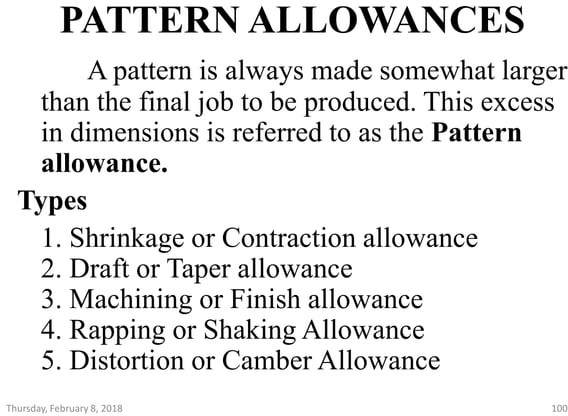 PATTERN ALLOWANCES
A pattern is always made somewhat larger
than the final job to be produced. This excess
in dimensions is referred to as the Pattern
allowance.
Types
1. Shrinkage or Contraction allowance
2. Draft or Taper allowance
3. Machining or Finish allowance
4. Rapping or Shaking Allowance
5. Distortion or Camber Allowance
Thursday, February 8, 2018
100